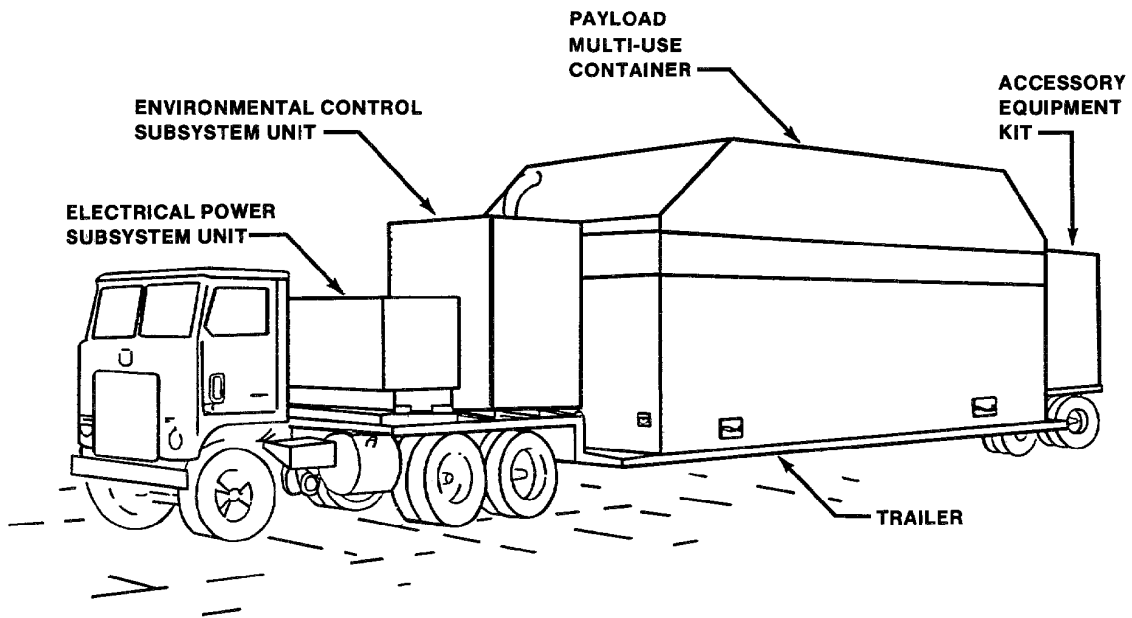 PAYLOAD
MULTI-USE
CONTAINER
ACCESSORY
EQUIPMENT
KIT
ENVIRONMENTAL CONTROL
SUBSYSTEM UNIT
ELECTRICAL POWER
SUBSYSTEM UNIT
TRAILER